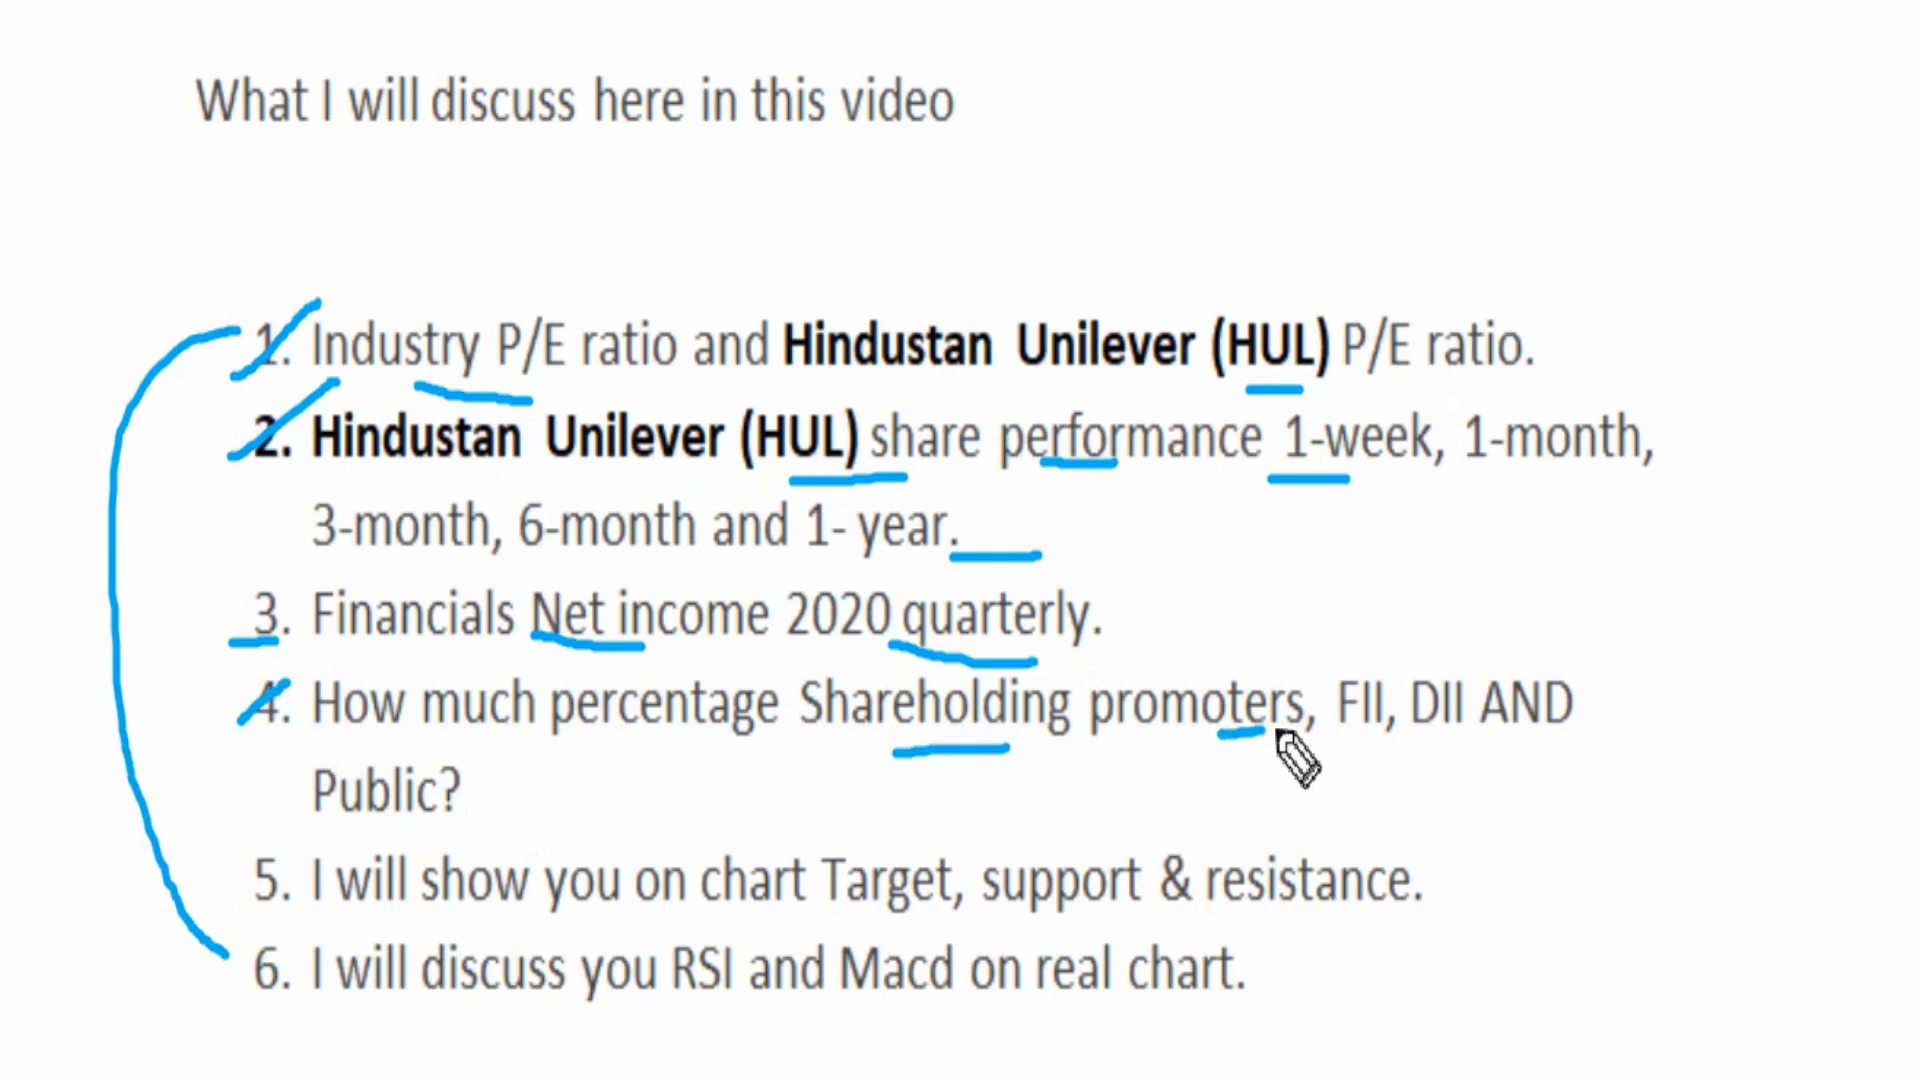 What I will discuss here in this video
1. Industry P/E ratio and Hindustan Unilever (HUL) P/E ratio.
2. Hindustan Unilever (HUL) share performance 1-week, 1-month,
3-month, 6-month and 1- year.
3. Financials Net income 2020 quarterly.
4. How much percentage Shareholding promoters, FII, DII AND
Public?
5. I will show you on chart Target, support & resistance.
6. I will discuss you RSI and Macd on real chart.